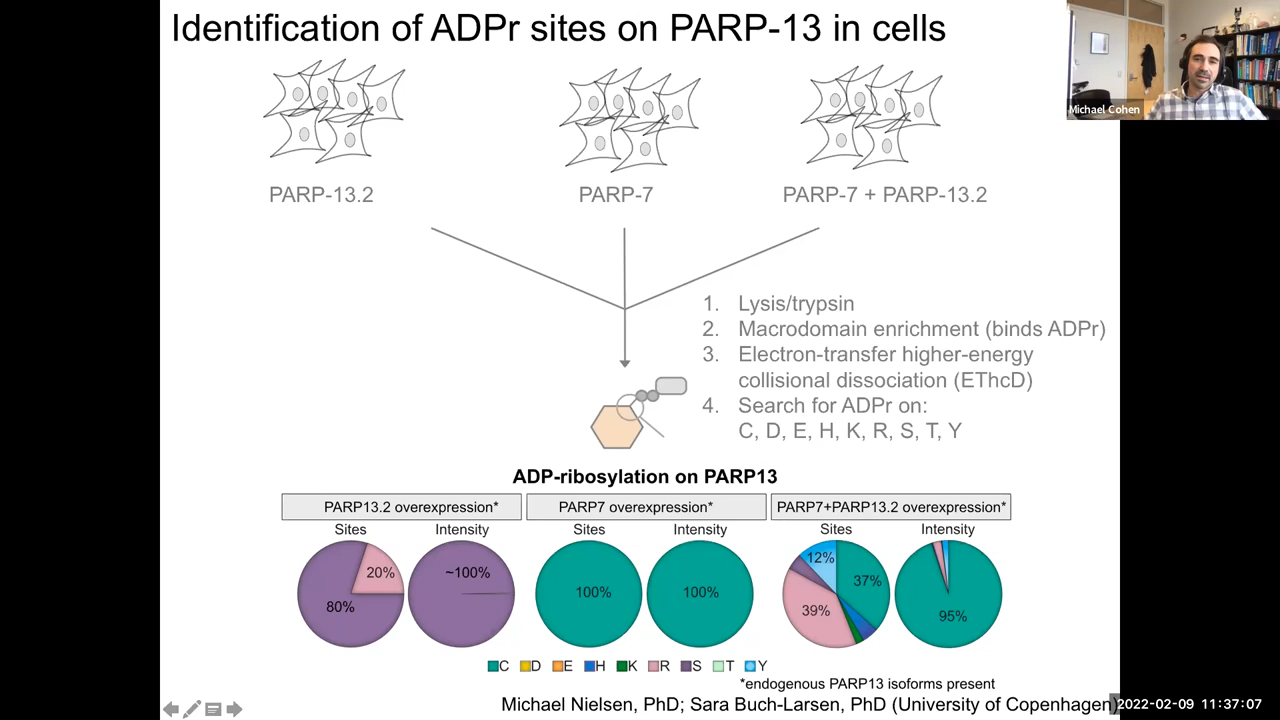 Identification of ADPr sites on PARP-13 in cells
Michael Cohen
PARP-13.2
PARP-7
PARP-7 + PARP-13.2
1. Lysis/trypsin
2. Macrodomain enrichment (binds ADPr)
3. Electron-transfer higher-energy
collisional dissociation (EThcD)
4. Search for ADPr on:
C, D, E, H, K, R, S, T, Y
ADP-ribosylation on PARP13
PARP13.2 overexpression*
PARP7 overexpression*
PARP7+PARP13.2 overexpression*
Sites Intensity Sites Intensity Sites Intensity
20%
80%
~100%
100%
100%
12%
37%
39%
95%
C D E H K R S T Y
*endogenous PARP13 isoforms present
Michael Nielsen, PhD; Sara Buch-Larsen, PhD (University of Copenhagen)
2022-02-09 11:37:07